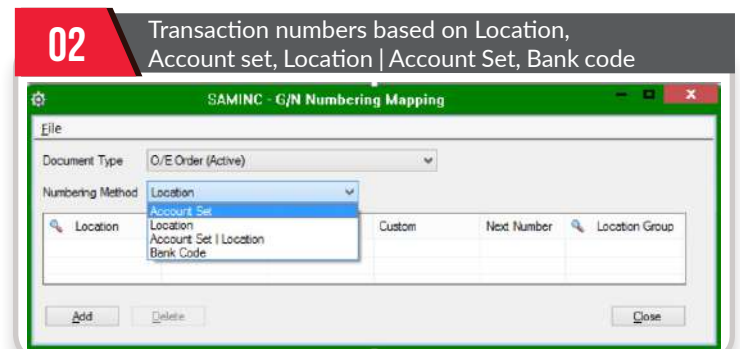 02
Transaction numbers based on Location,
Account set, Location | Account Set, Bank code
SAMINC - G/N Numbering Mapping
File
Document Type O/E Order (Active)
Numbering Method Location
Account Set
Location
Account Set | Location
Bank Code
Location Custom Next Number Location Group
Add Delete Close